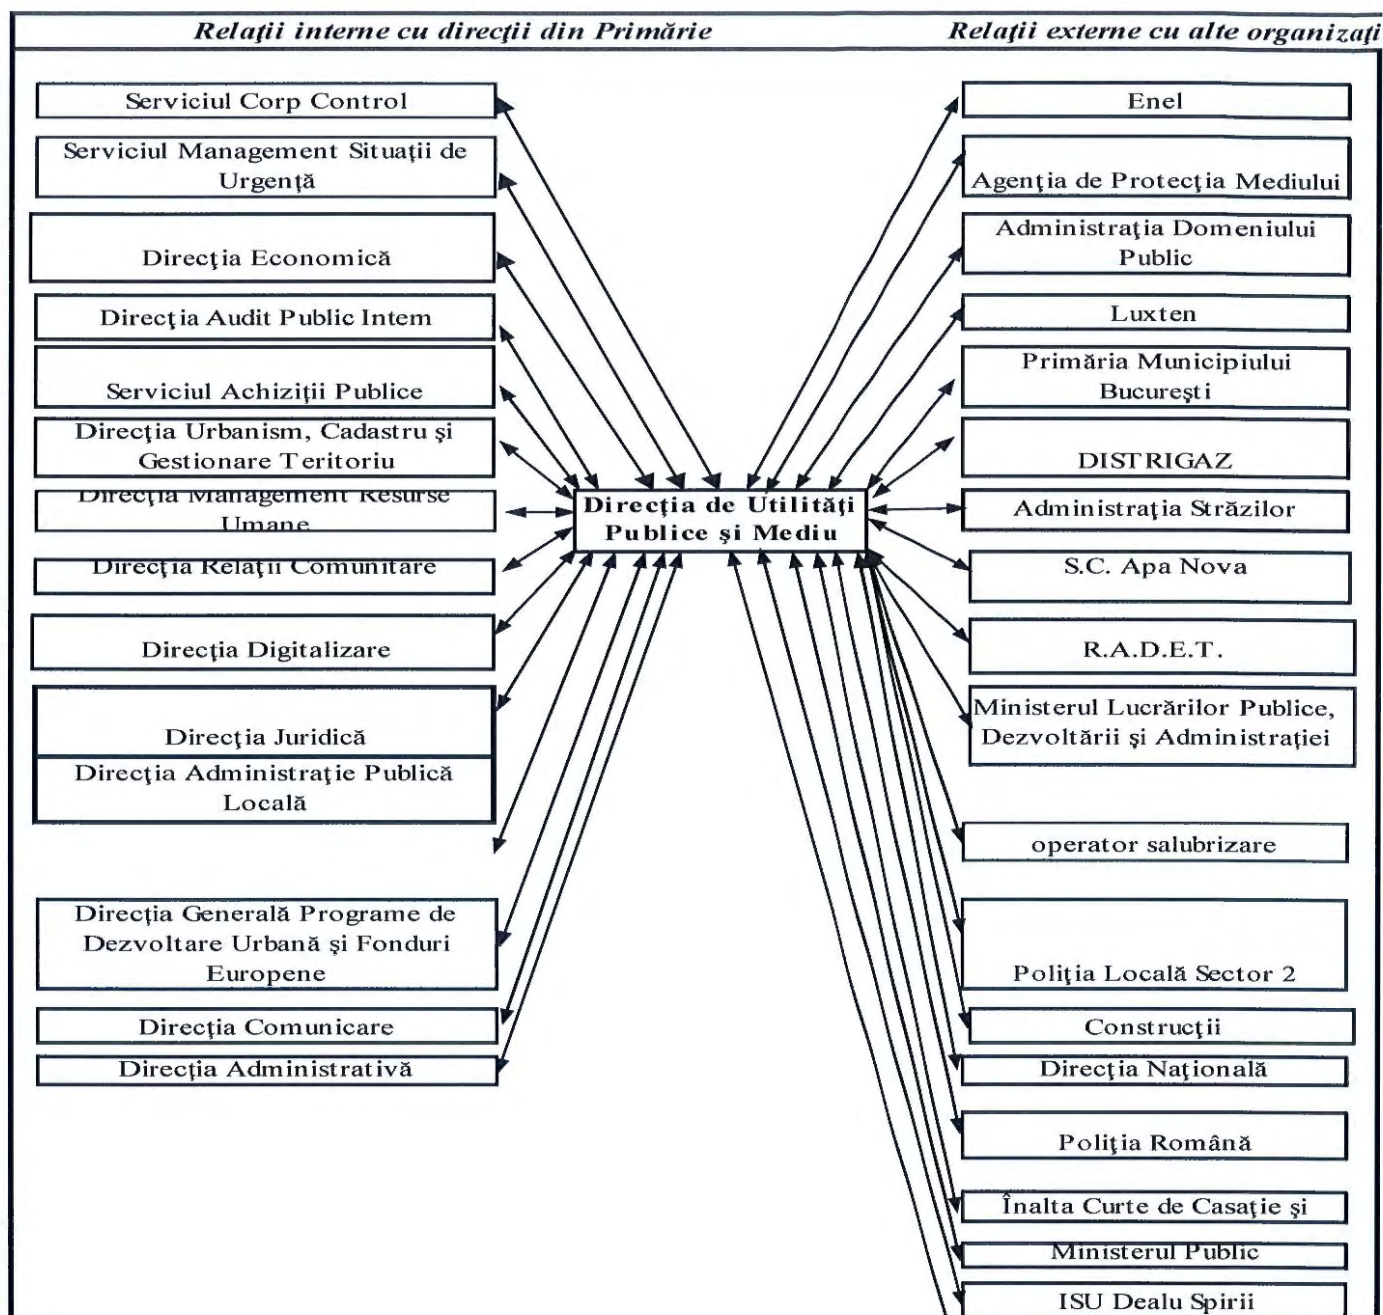 Relaţii interne cu direcţii din Primărie
Relaţii externe cu alte organizaţi
Serviciul Corp Control
Serviciul Management Situaţii de
Urgenţă
Direcţia Economică
Direcţia Audit Public Intem
Serviciul Achiziţii Publice
Direcţia Urbanism, Cadastru şi
Gestionare Teritoriu
Direcţia Management Resurse
Umane
Direcţia Relaţii Comunitare
Direcţia Digitalizare
Direcţia Juridică
Direcţia Administraţie Publică
Locală
Direcţia Generală Programe de
Dezvoltare Urbană şi Fonduri
Europene
Direcţia Comunicare
Direcţia Administrativă
Direcţia de Utilităţi
Publice şi Mediu
Enel
Agenţia de Protecţia Mediului
Administraţia Domeniului
Public
Luxten
Primăria Municipiului
Bucureşti
DISTRIGAZ
Administraţia Străzilor
S.C. Apa Nova
R.A.D.E.T.
Ministerul Lucrărilor Publice,
Dezvoltării şi Administraţiei
operator salubrizare
Poliţia Locală Sector 2
Construcţii
Direcţia Naţională
Poliţia Română
Înalta Curte de Casaţie şi
Ministerul Public
ISU Dealu Spirii